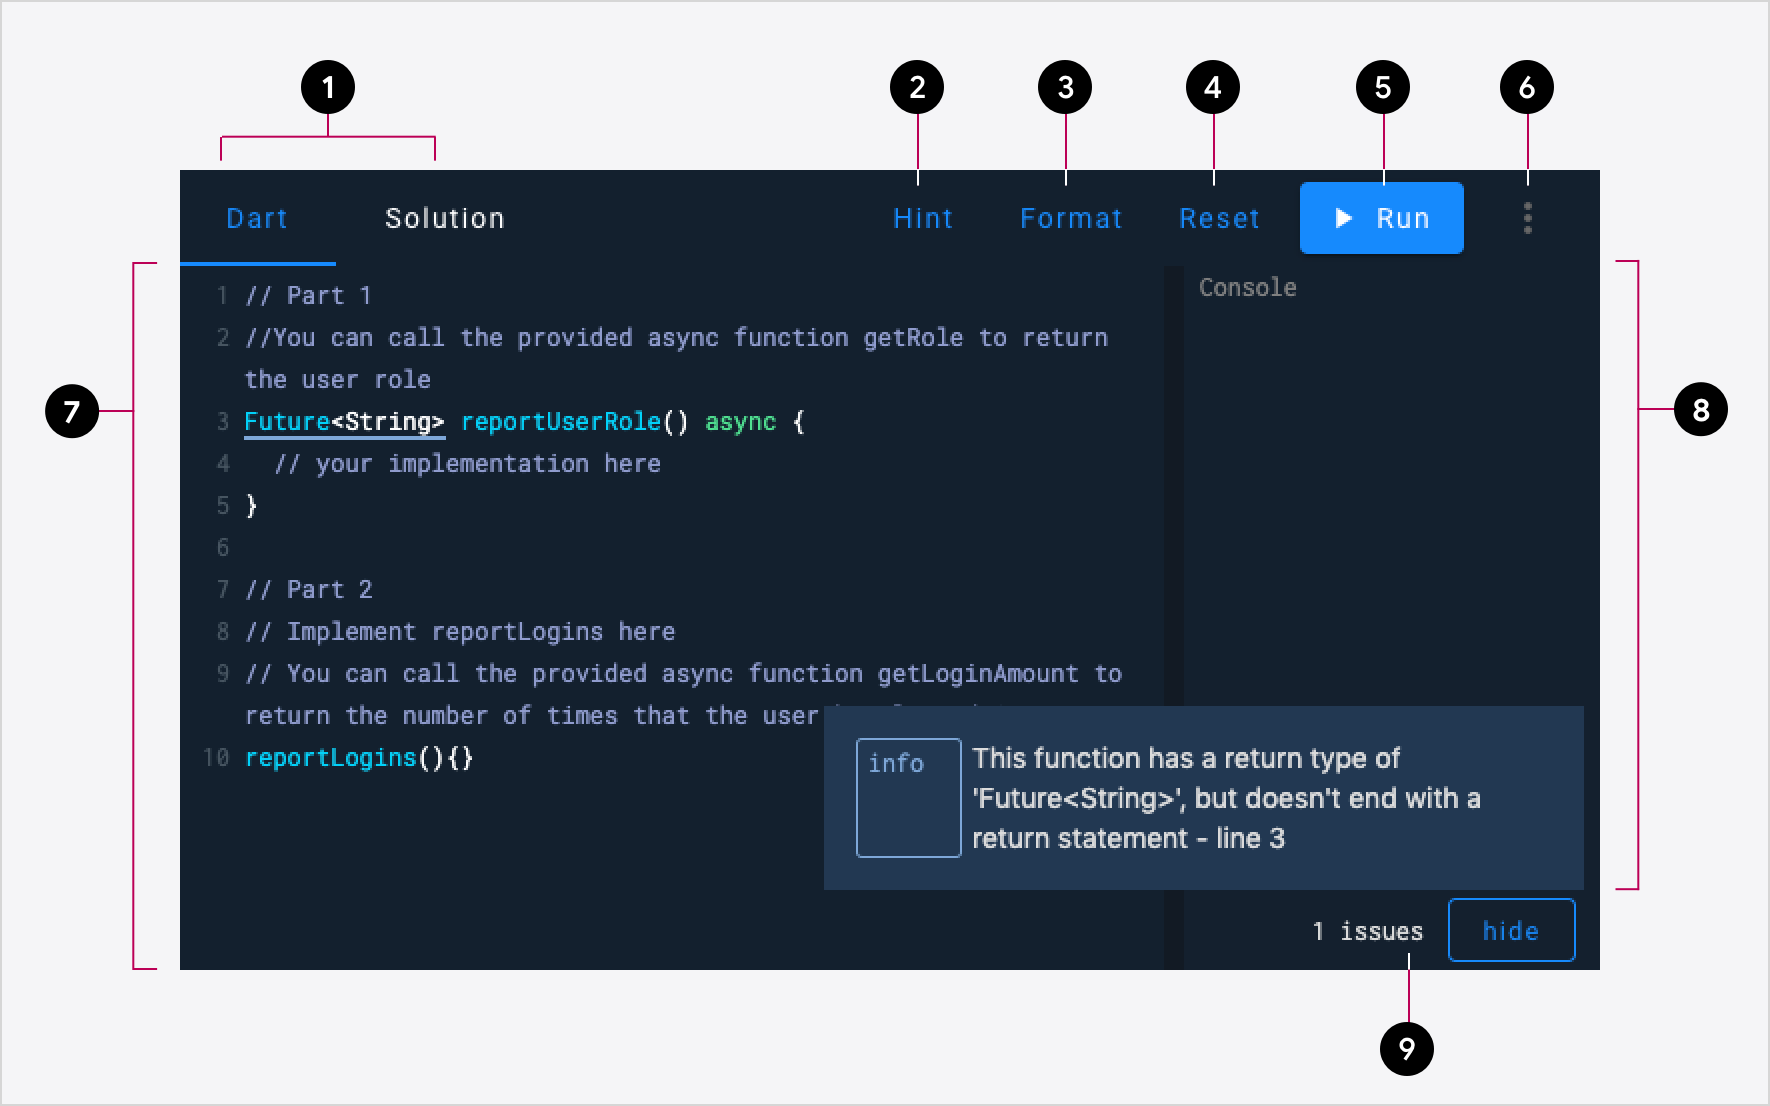 1 2 3 4 5 6
Dart Solution Hint Format Reset Run
1 // Part 1
2 //You can call the provided async function getRole to return
the user role
3 Future<String> reportUserRole() async {
4 // your implementation here
5 }
6
7 // Part 2
8 // Implement reportLogins here
9 // You can call the provided async function getLoginAmount to
return the number of times that the user
10 reportLogins(){}
Console
7
8
info
This function has a return type of
'Future<String>', but doesn't end with a
return statement - line 3
1 issues hide
9